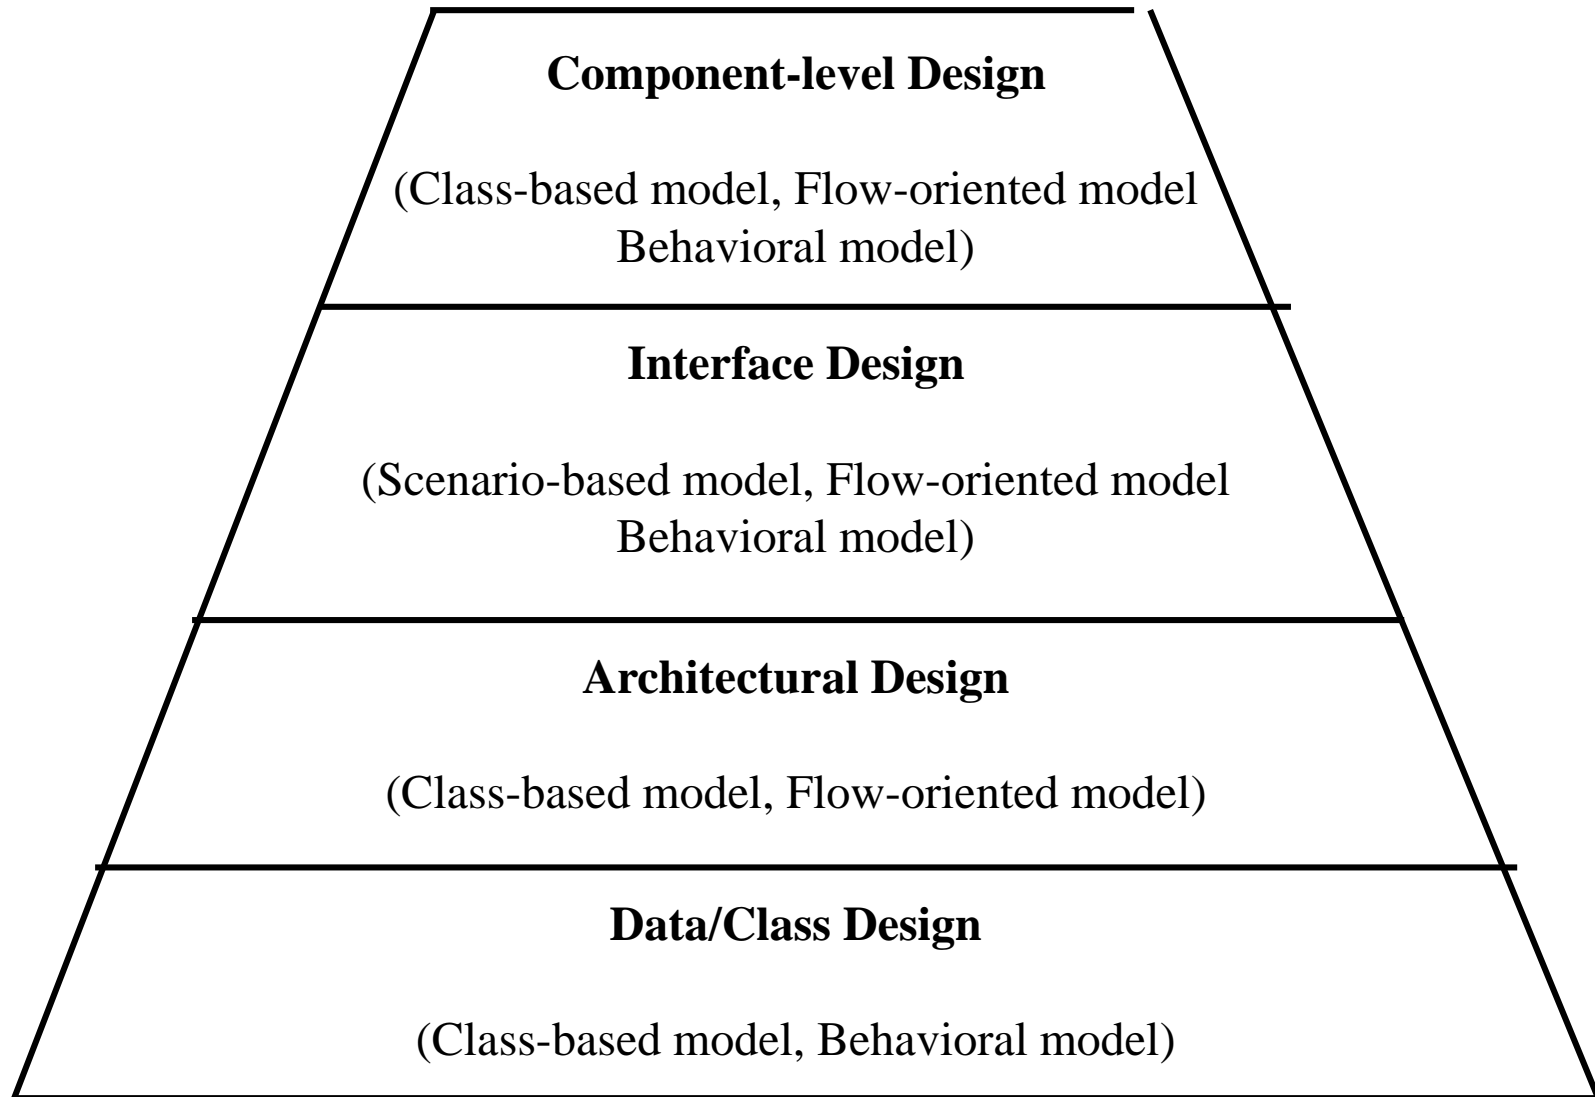 Component-level Design
(Class-based model, Flow-oriented model
Behavioral model)
Interface Design
(Scenario-based model, Flow-oriented model
Behavioral model)
Architectural Design
(Class-based model, Flow-oriented model)
Data/Class Design
(Class-based model, Behavioral model)